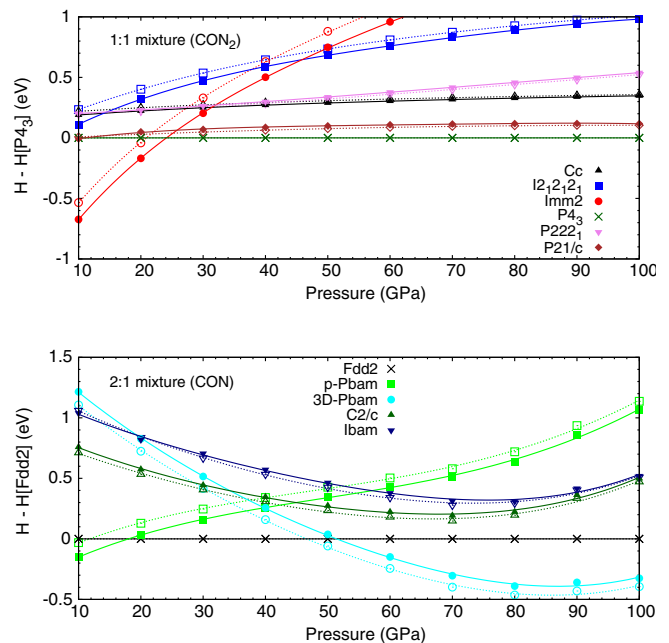 1:1 mixture (CON₂)
H - H[P4₃] (eV)
1
0.5
0
-0.5
-1
Cc
I2₁2₁2₁
Imm2
P4₃
P222₁
P21/c
10 20 30 40 50 60 70 80 90 100
Pressure (GPa)
2:1 mixture (CON)
H - H[Fdd2] (eV)
1.5
1
0.5
0
-0.5
Fdd2
p-Pbam
3D-Pbam
C2/c
Ibam
10 20 30 40 50 60 70 80 90 100
Pressure (GPa)